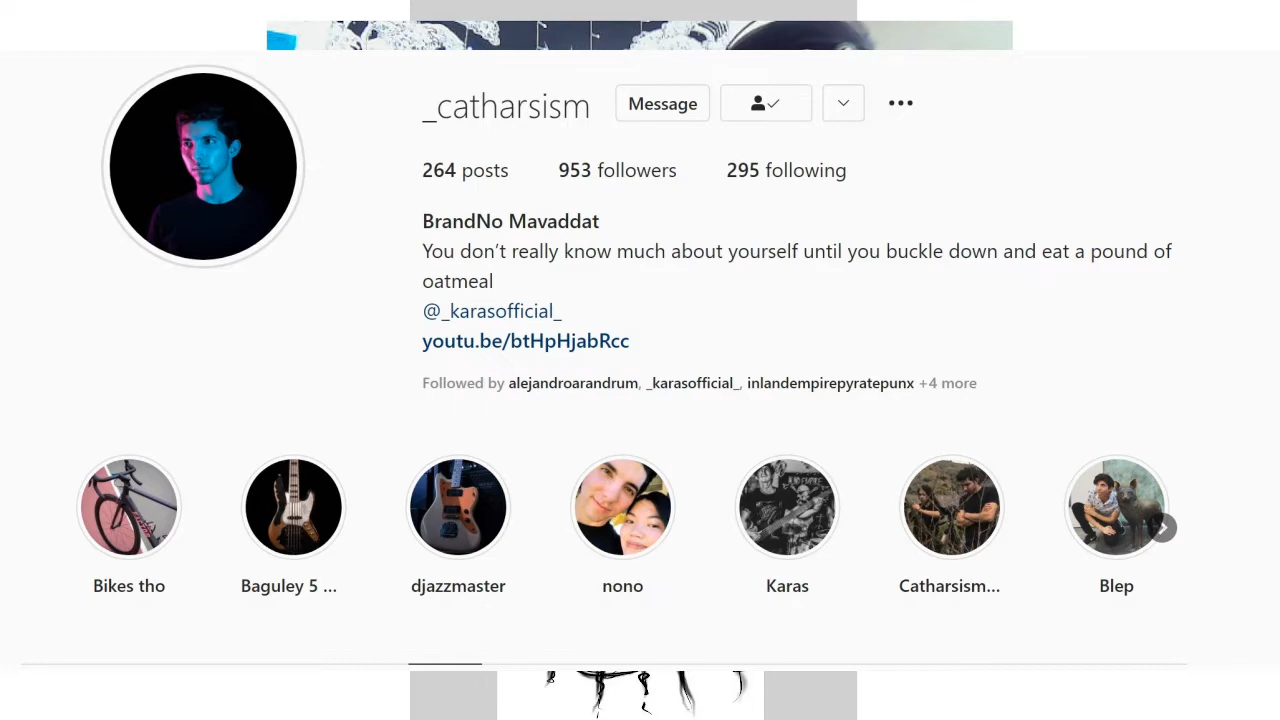 _catharsism Message
264 posts 953 followers 295 following
BrandNo Mavaddat
You don’t really know much about yourself until you buckle down and eat a pound of
oatmeal
@_karasofficial_
youtu.be/btHpHjabRcc
Followed by alejandroarandrum, _karasofficial_, inlandempirepyratepunx +4 more
Bikes tho Baguley 5 ... djazzmaster nono Karas Catharsism... Blep